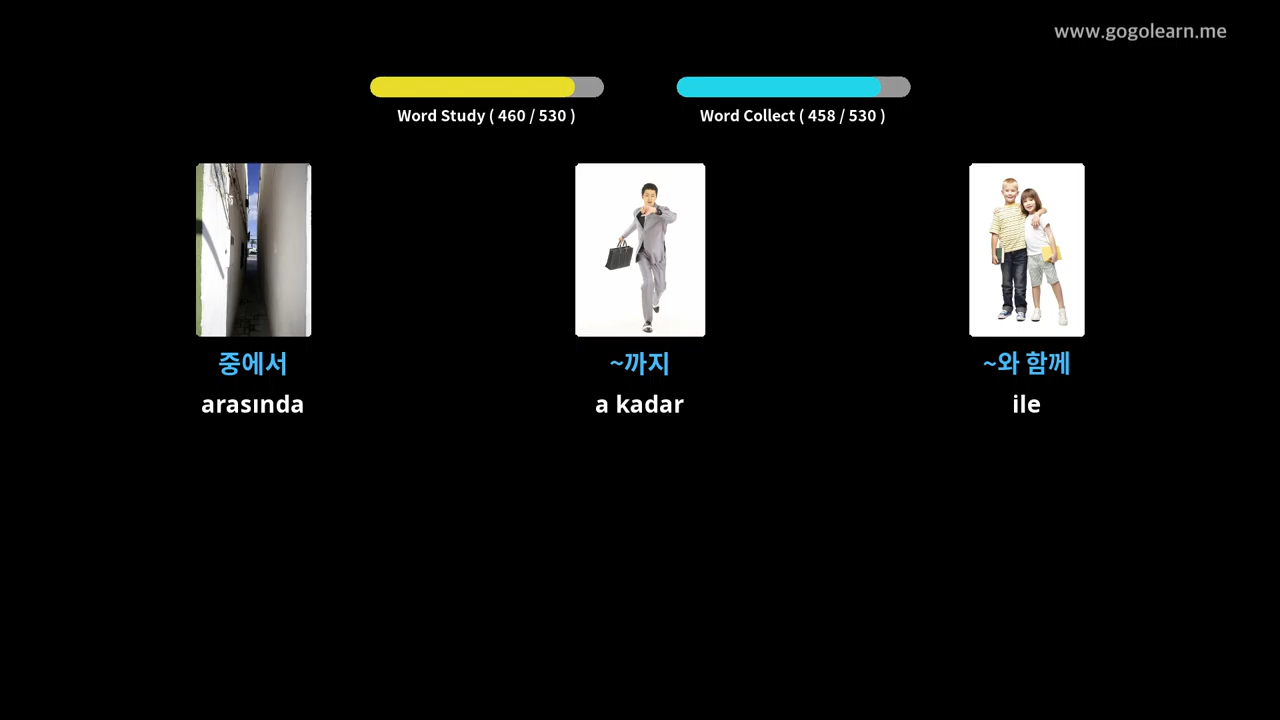 www.gogolearn.me
Word Study ( 460 / 530 )
Word Collect ( 458 / 530 )
중에서
~까지
~와 함께
arasında
a kadar
ile